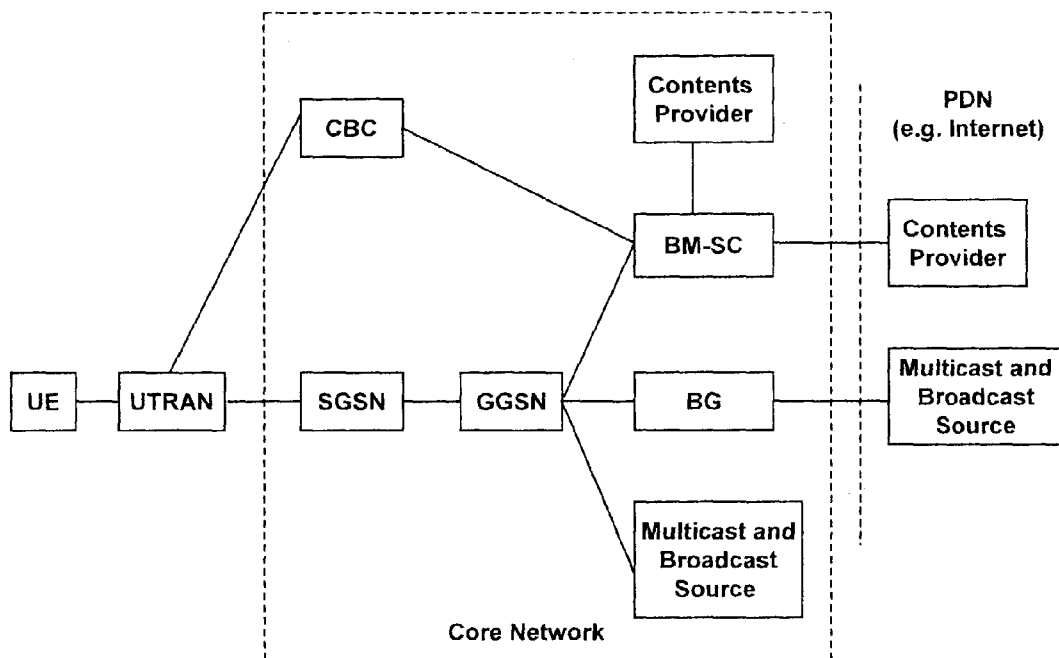 Contents
Provider
PDN
(e.g. Internet)
CBC
BM-SC
Contents
Provider
UE
UTRAN
SGSN
GGSN
BG
Multicast and
Broadcast
Source
Multicast and
Broadcast
Source
Core Network